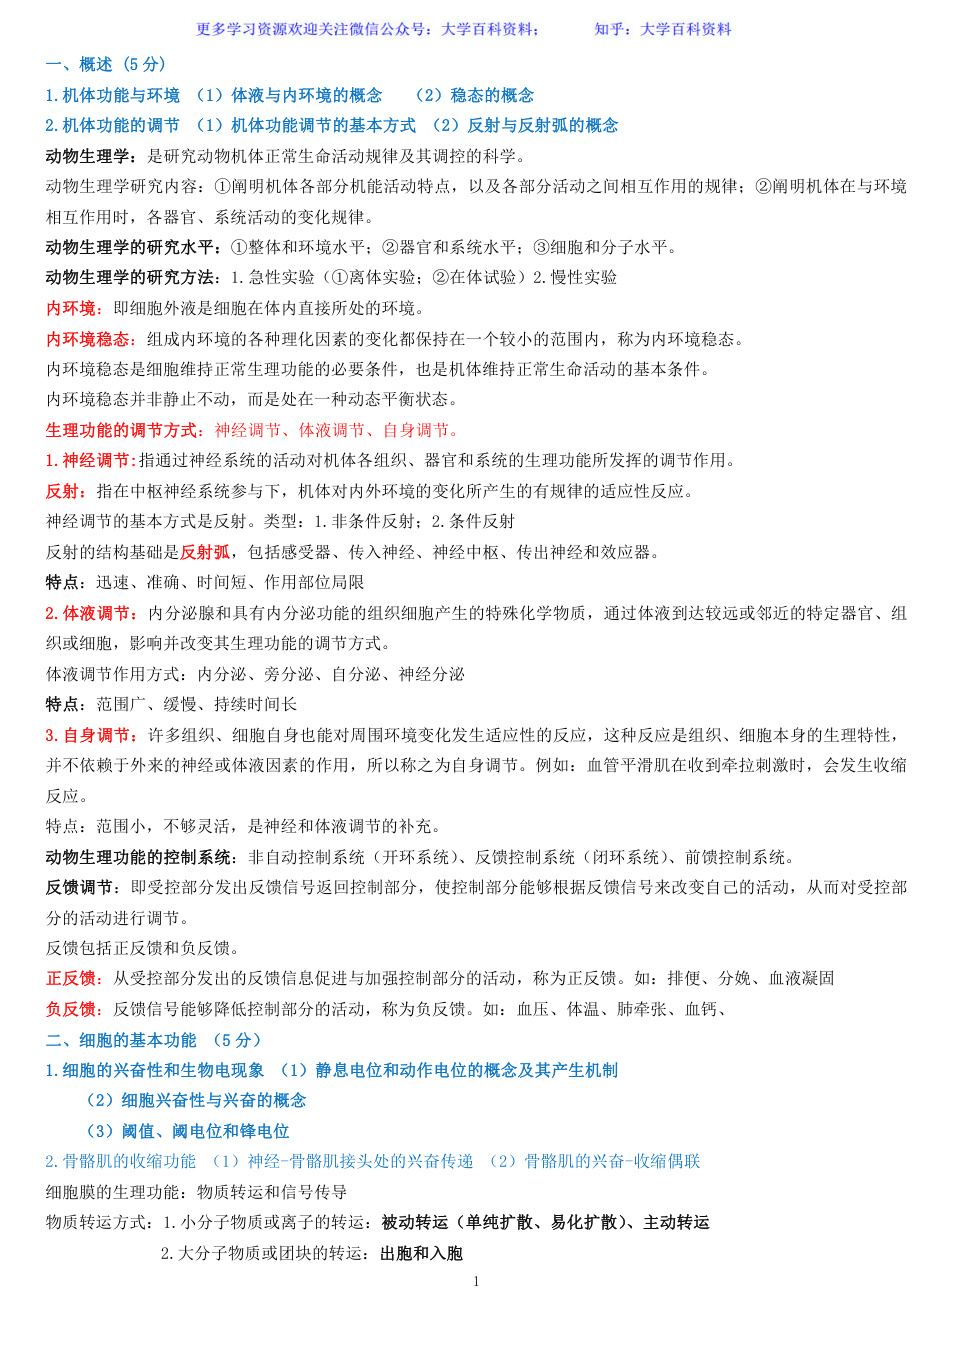 更多学习资源欢迎关注微信公众号：大学百科资料； 知乎：大学百科资料
一、概述（5 分）
1.机体功能与环境 （1）体液与内环境的概念 （2）稳态的概念
2.机体功能的调节 （1）机体功能调节的基本方式 （2）反射与反射弧的概念
动物生理学：是研究动物机体正常生命活动规律及其调控的科学。
动物生理学研究内容：①阐明机体各部分机能活动特点，以及各部分活动之间相互作用的规律；②阐明机体在与环境
相互作用时，各器官、系统活动的变化规律。
动物生理学的研究水平：①整体和环境水平；②器官和系统水平；③细胞和分子水平。
动物生理学的研究方法：1.急性实验（①离体实验；②在体试验）2.慢性实验
内环境：即细胞外液是细胞在体内直接所处的环境。
内环境稳态：组成内环境的各种理化因素的变化都保持在一个较小的范围内，称为内环境稳态。
内环境稳态是细胞维持正常生理功能的必要条件，也是机体维持正常生命活动的基本条件。
内环境稳态并非静止不动，而是处在一种动态平衡状态。
生理功能的调节方式：神经调节、体液调节、自身调节。
1.神经调节:指通过神经系统的活动对机体各组织、器官和系统的生理功能所发挥的调节作用。
反射：指在中枢神经系统参与下，机体对内外环境的变化所产生的有规律的适应性反应。
神经调节的基本方式是反射。类型：1.非条件反射；2.条件反射
反射的结构基础是反射弧，包括感受器、传入神经、神经中枢、传出神经和效应器。
特点：迅速、准确、时间短、作用部位局限
2.体液调节：内分泌腺和具有内分泌功能的组织细胞产生的特殊化学物质，通过体液到达较远或邻近的特定器官、组
织或细胞，影响并改变其生理功能的调节方式。
体液调节作用方式：内分泌、旁分泌、自分泌、神经分泌
特点：范围广、缓慢、持续时间长
3.自身调节：许多组织、细胞自身也能对周围环境变化发生适应性的反应，这种反应是组织、细胞本身的生理特性，
并不依赖于外来的神经或体液因素的作用，所以称之为自身调节。例如：血管平滑肌在收到牵拉刺激时，会发生收缩
反应。
特点：范围小，不够灵活，是神经和体液调节的补充。
动物生理功能的控制系统：非自动控制系统（开环系统）、反馈控制系统（闭环系统）、前馈控制系统。
反馈调节：即受控部分发出反馈信号返回控制部分，使控制部分能够根据反馈信号来改变自己的活动，从而对受控部
分的活动进行调节。
反馈包括正反馈和负反馈。
正反馈：从受控部分发出的反馈信息促进与加强控制部分的活动，称为正反馈。如：排便、分娩、血液凝固
负反馈：反馈信号能够降低控制部分的活动，称为负反馈。如：血压、体温、肺牵张、血钙、
二、细胞的基本功能 （5 分）
1.细胞的兴奋性和生物电现象 （1）静息电位和动作电位的概念及其产生机制
（2）细胞兴奋性与兴奋的概念
（3）阈值、阈电位和锋电位
2.骨骼肌的收缩功能 （1）神经-骨骼肌接头处的兴奋传递 （2）骨骼肌的兴奋-收缩偶联
细胞膜的生理功能：物质转运和信号传导
物质转运方式：1.小分子物质或离子的转运：被动转运（单纯扩散、易化扩散）、主动转运
2.大分子物质或团块的转运：出胞和入胞
1